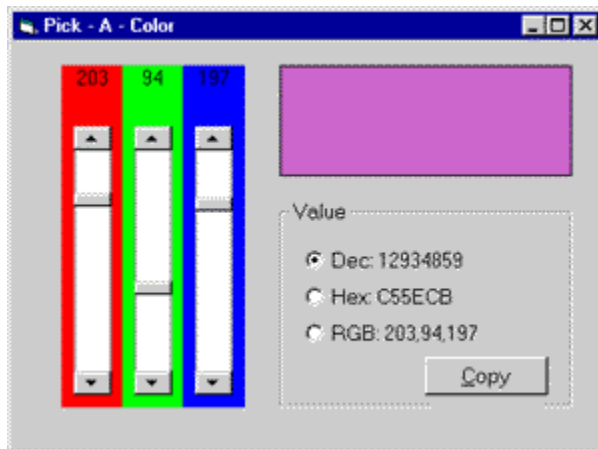 Pick - A - Color
203 94 197
Value
Dec: 12934859
Hex: C55ECB
RGB: 203,94,197
Copy